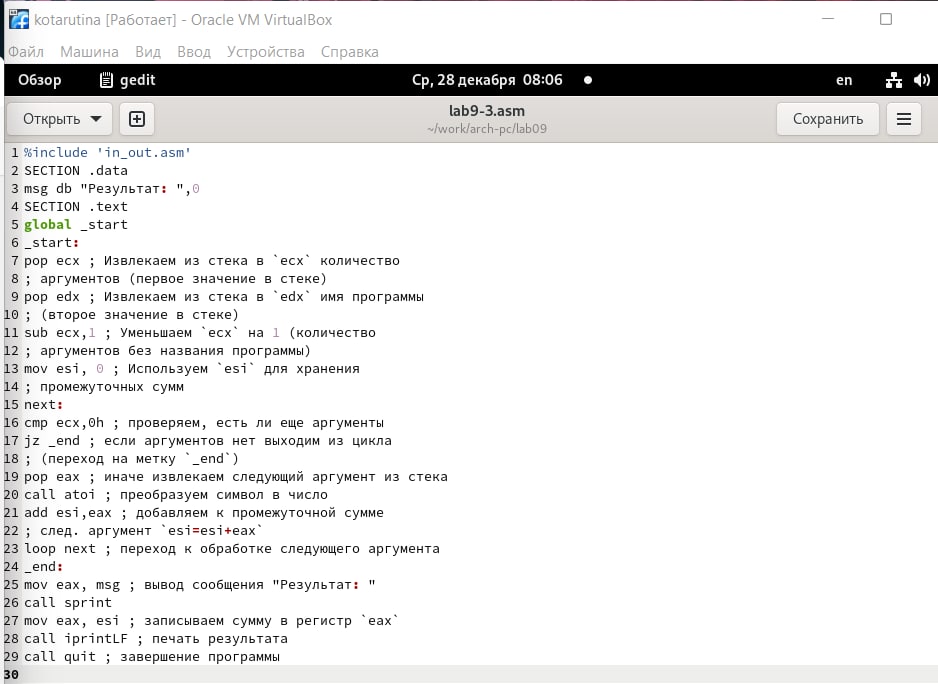 kotarutina [Работает] - Oracle VM VirtualBox
Файл Машина Вид Ввод Устройства Справка
Обзор gedit Ср, 28 декабря 08:06 en
Открыть lab9-3.asm Сохранить
~/work/arch-pc/lab09
1 %include 'in_out.asm'
2 SECTION .data
3 msg db "Результат: ",0
4 SECTION .text
5 global _start
6 _start:
7 pop ecx ; Извлекаем из стека в `ecx` количество
8 ; аргументов (первое значение в стеке)
9 pop edx ; Извлекаем из стека в `edx` имя программы
10 ; (второе значение в стеке)
11 sub ecx,1 ; Уменьшаем `ecx` на 1 (количество
12 ; аргументов без названия программы)
13 mov esi, 0 ; Используем `esi` для хранения
14 ; промежуточных сумм
15 next:
16 cmp ecx,0h ; проверяем, есть ли еще аргументы
17 jz _end ; если аргументов нет выходим из цикла
18 ; (переход на метку `_end`)
19 pop eax ; иначе извлекаем следующий аргумент из стека
20 call atoi ; преобразуем символ в число
21 add esi,eax ; добавляем к промежуточной сумме
22 ; след. аргумент `esi=esi+eax`
23 loop next ; переход к обработке следующего аргумента
24 _end:
25 mov eax, msg ; вывод сообщения "Результат: "
26 call sprint
27 mov eax, esi ; записываем сумму в регистр `eax`
28 call iprintLF ; печать результата
29 call quit ; завершение программы
30